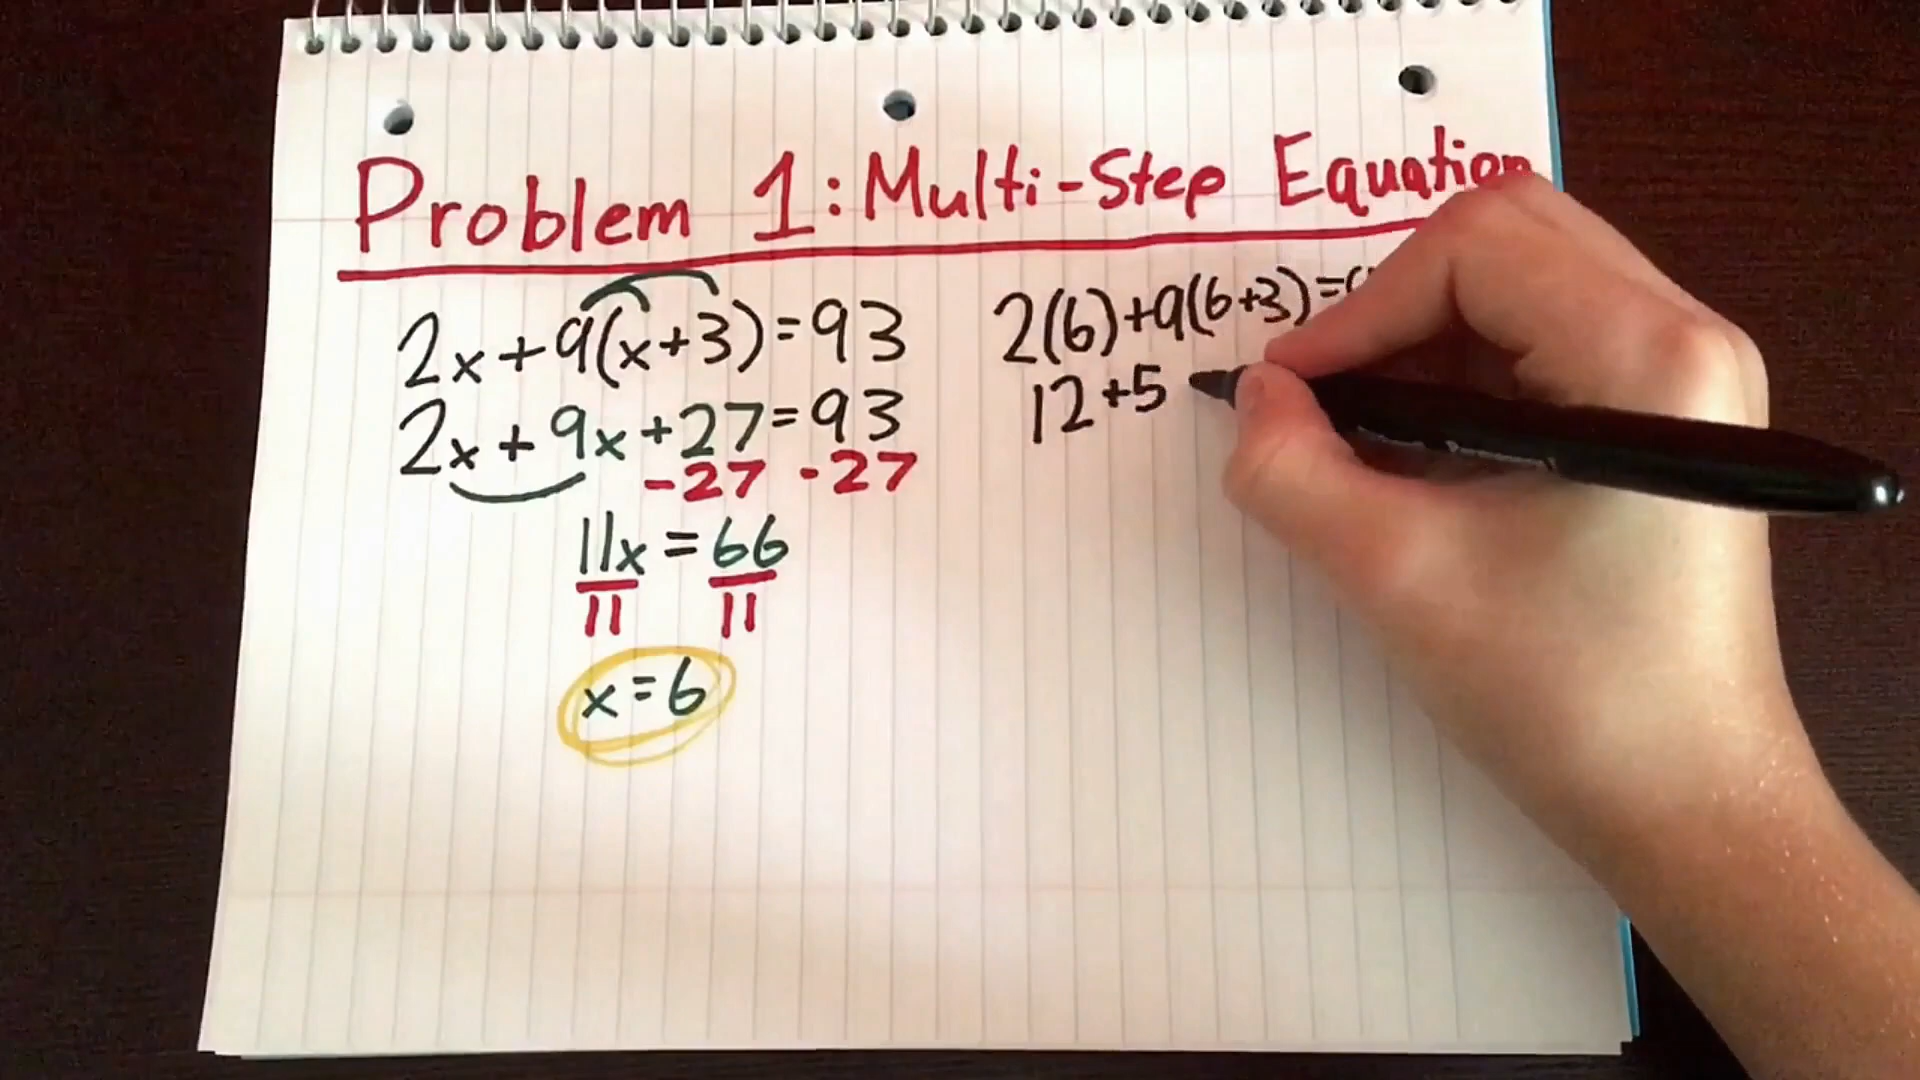 Problem 1: Multi-Step Equation
2x+9(x+3)=93
2x+9x+27=93
-27 -27
11x=66
11 11
x=6
2(6)+9(6+3)=
12+5